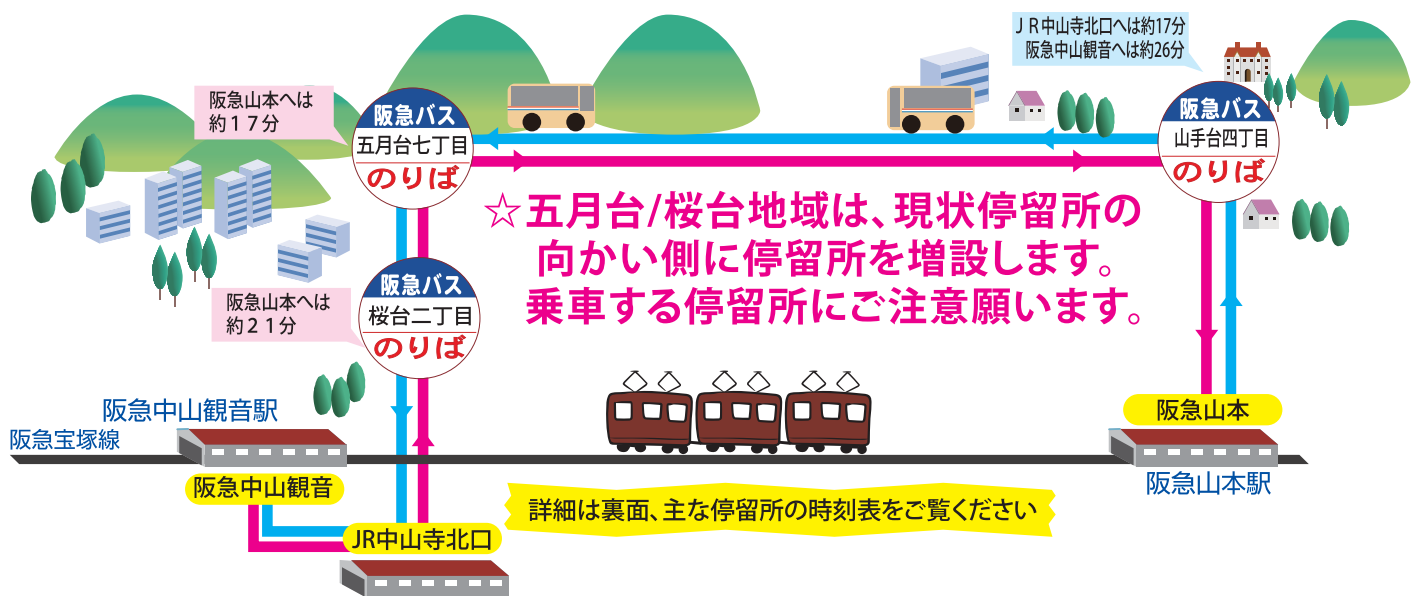 JR中山寺北口へは約17分
阪急中山観音へは約26分
阪急山本へは
約17分
阪急バス
五月台七丁目
のりば
阪急バス
山手台四丁目
のりば
☆五月台/桜台地域は、現状停留所の
向かい側に停留所を増設します。
乗車する停留所にご注意願います。
阪急山本へは
約21分
阪急バス
桜台二丁目
のりば
阪急中山観音駅
阪急宝塚線
阪急山本
阪急中山観音
阪急山本駅
詳細は裏面、主な停留所の時刻表をご覧ください
JR中山寺北口